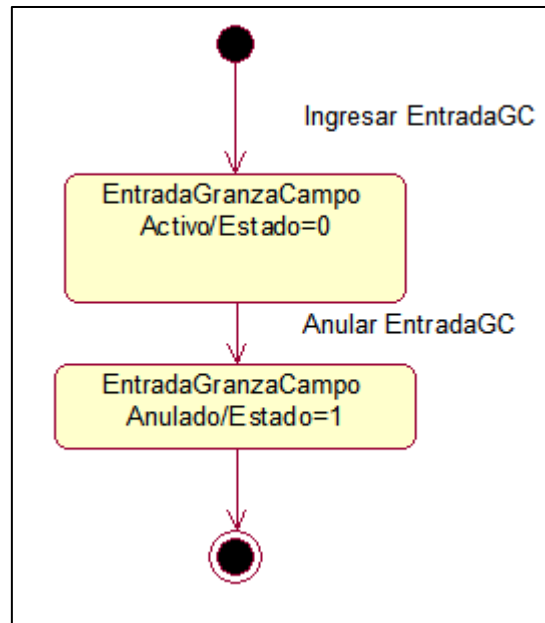 Ingresar EntradaGC
EntradaGranzaCampo
Activo/Estado=0
Anular EntradaGC
EntradaGranzaCampo
Anulado/Estado=1